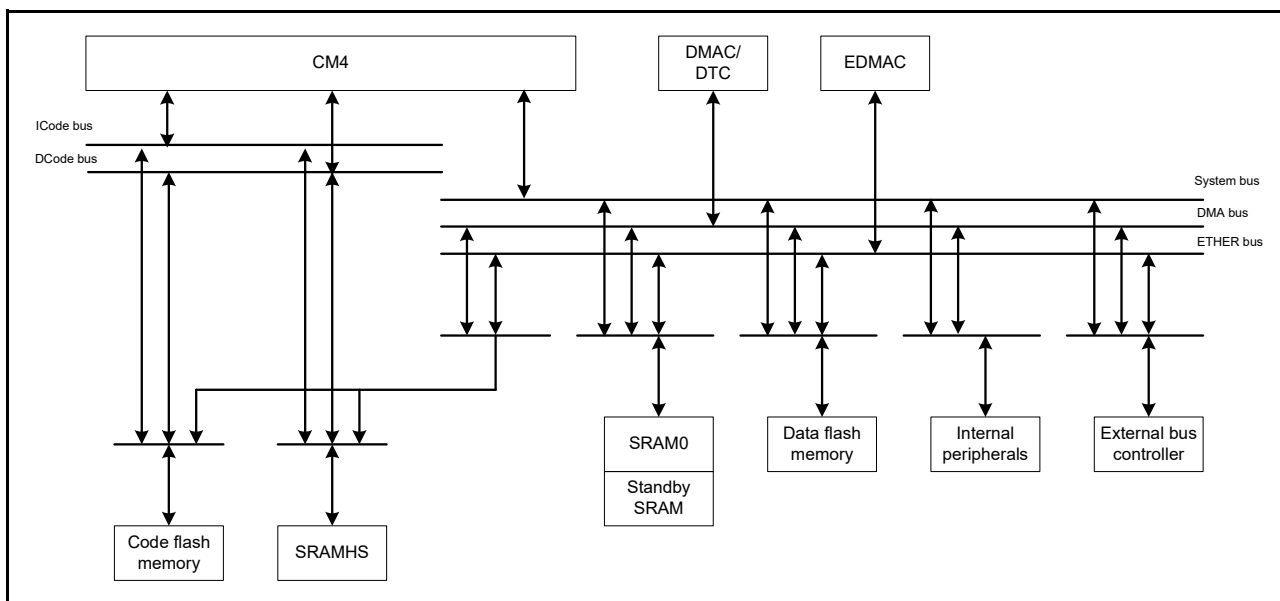 CM4
DMAC/
DTC
EDMAC
ICode bus
DCode bus
System bus
DMA bus
ETHER bus
SRAM0
Standby
SRAM
Data flash
memory
Internal
peripherals
External bus
controller
Code flash
memory
SRAMHS